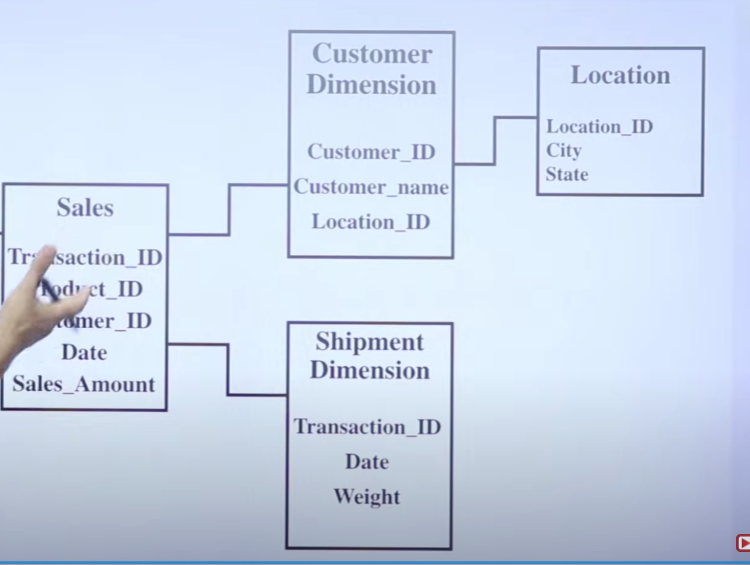 Customer
Dimension
Customer_ID
Customer_name
Location_ID
Location
Location_ID
City
State
Sales
Date
Sales_Amount
Shipment
Dimension
Transaction_ID
Date
Weight